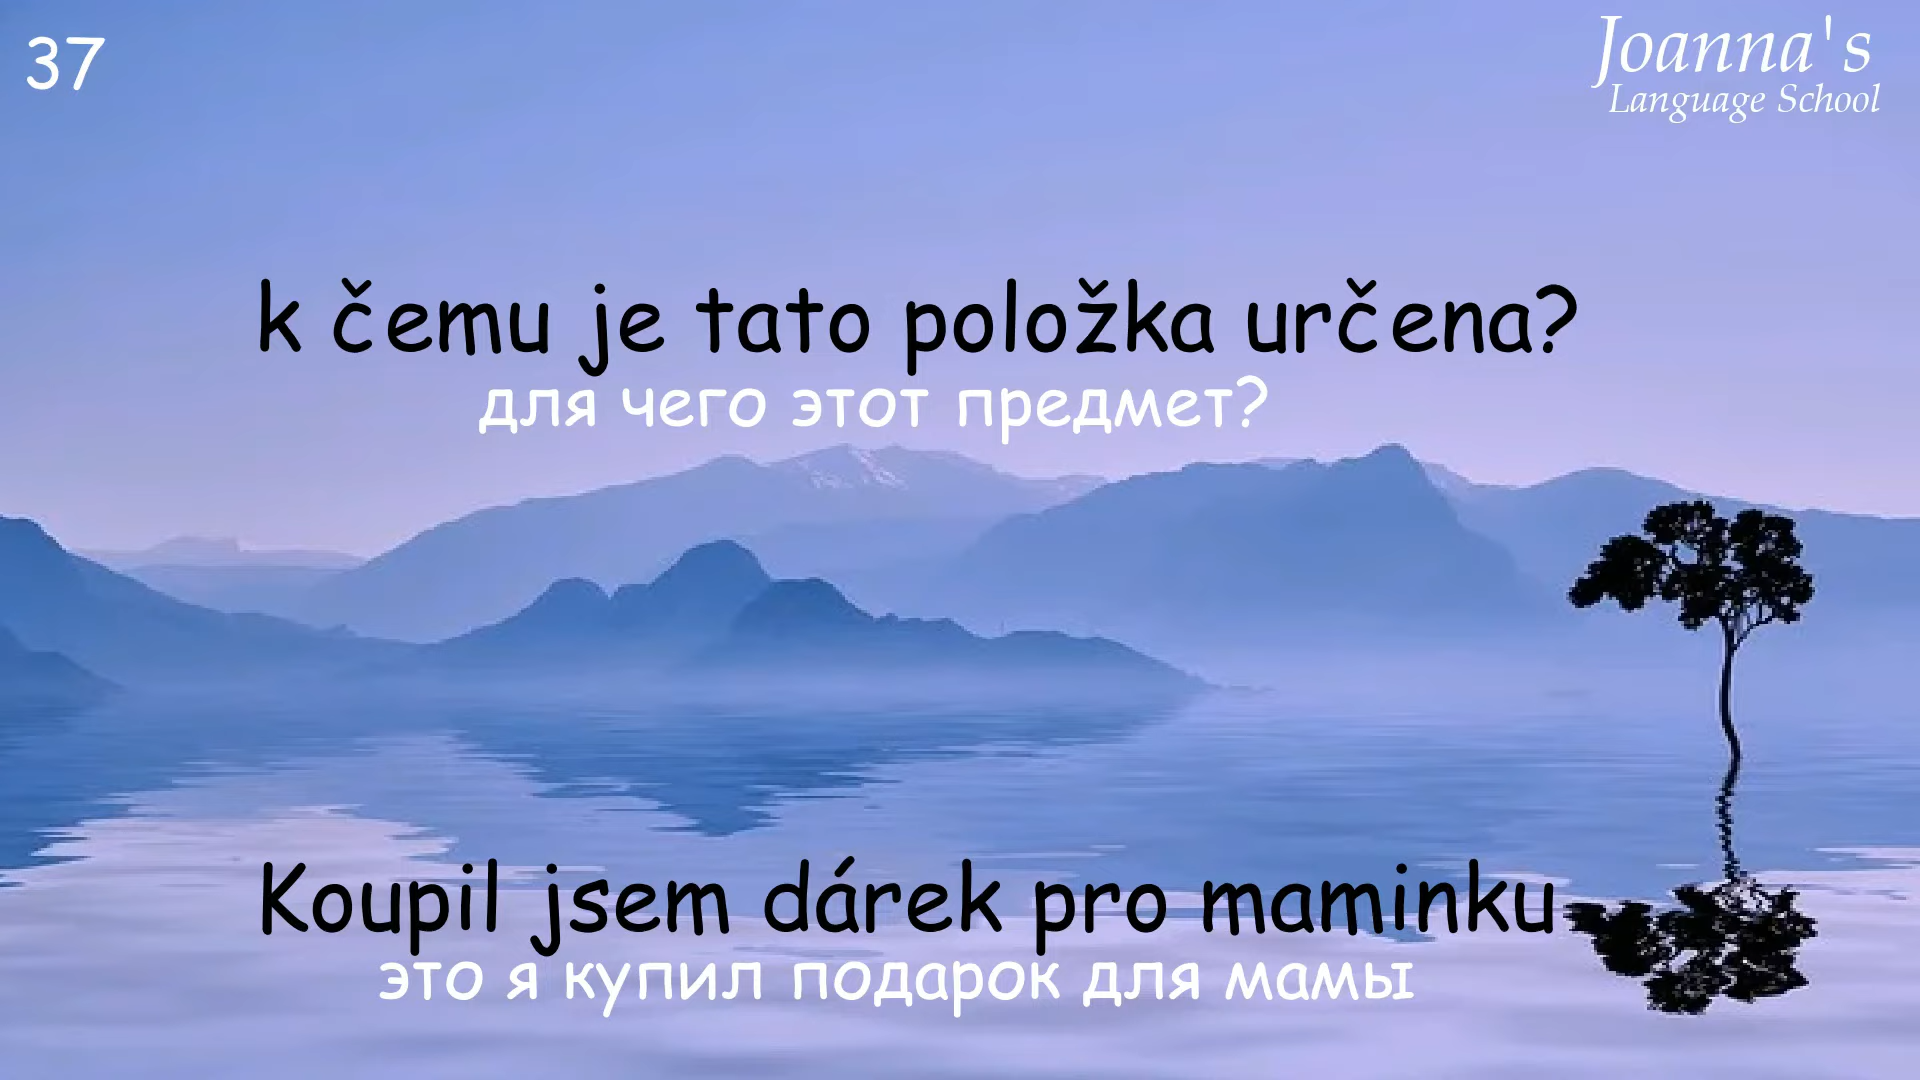 37
Joanna's
Language School
k čemu je tato položka určena?
для чего этот предмет?
Koupil jsem dárek pro maminku
это я купил подарок для мамы